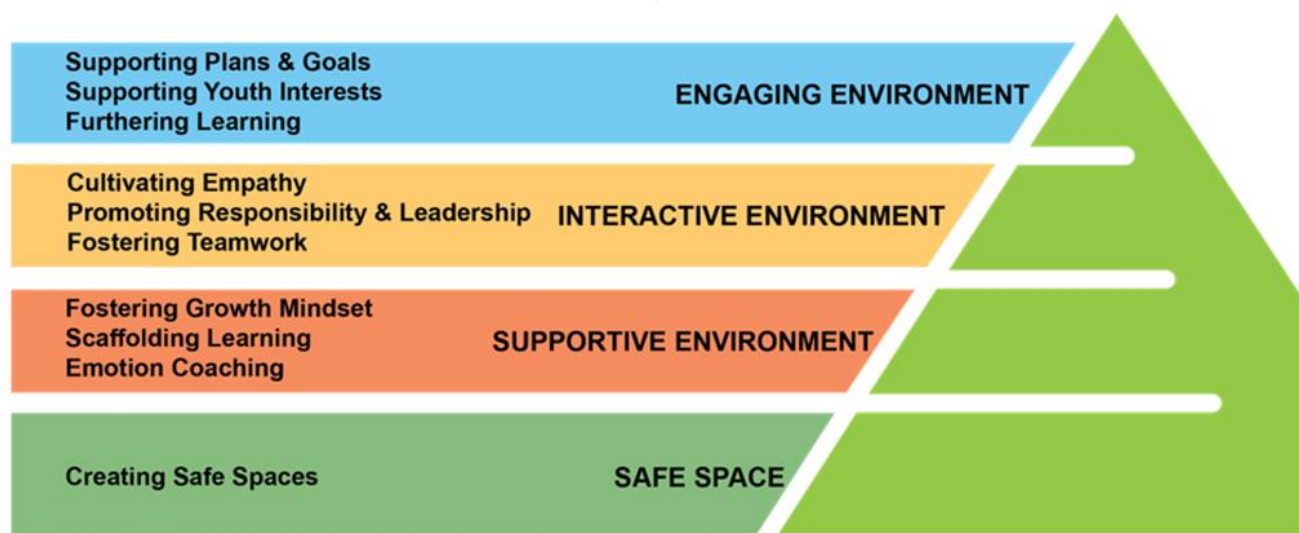 Supporting Plans & Goals
Supporting Youth Interests
Furthering Learning
ENGAGING ENVIRONMENT
Cultivating Empathy
Promoting Responsibility & Leadership
Fostering Teamwork
INTERACTIVE ENVIRONMENT
Fostering Growth Mindset
Scaffolding Learning
Emotion Coaching
SUPPORTIVE ENVIRONMENT
Creating Safe Spaces
SAFE SPACE